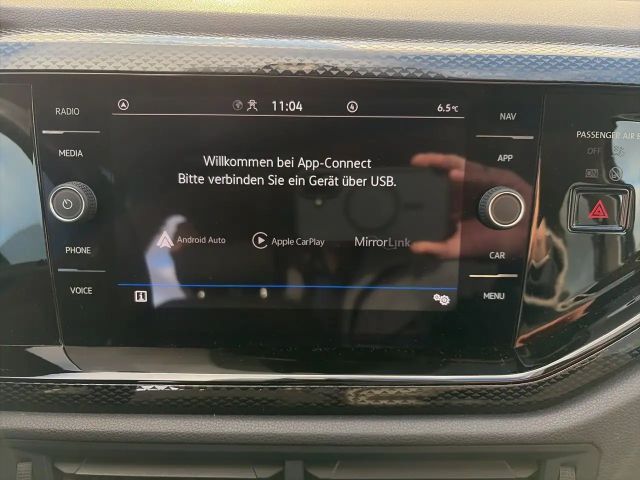 RADIO
MEDIA
PHONE
VOICE
11:04
6.5°C
Willkommen bei App-Connect
Bitte verbinden Sie ein Gerät über USB.
Android Auto
Apple CarPlay
MirrorLink
NAV
APP
CAR
MENU
PASSENGER AIR
OFF